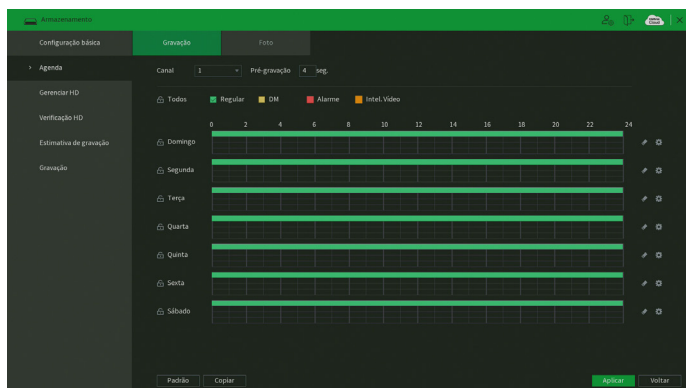 Armazenamento
Configuração básica
Gravação
Foto
Agenda
Canal 1 Pré-gravação 4 seg.
Gerenciar HD
Todos Regular DM Alarme Intel.Vídeo
Verificação HD
0 2 4 6 8 10 12 14 16 18 20 22 24
Estimativa de gravação
Domingo
Gravação
Segunda
Terça
Quarta
Quinta
Sexta
Sábado
Padrão Copiar Aplicar Voltar